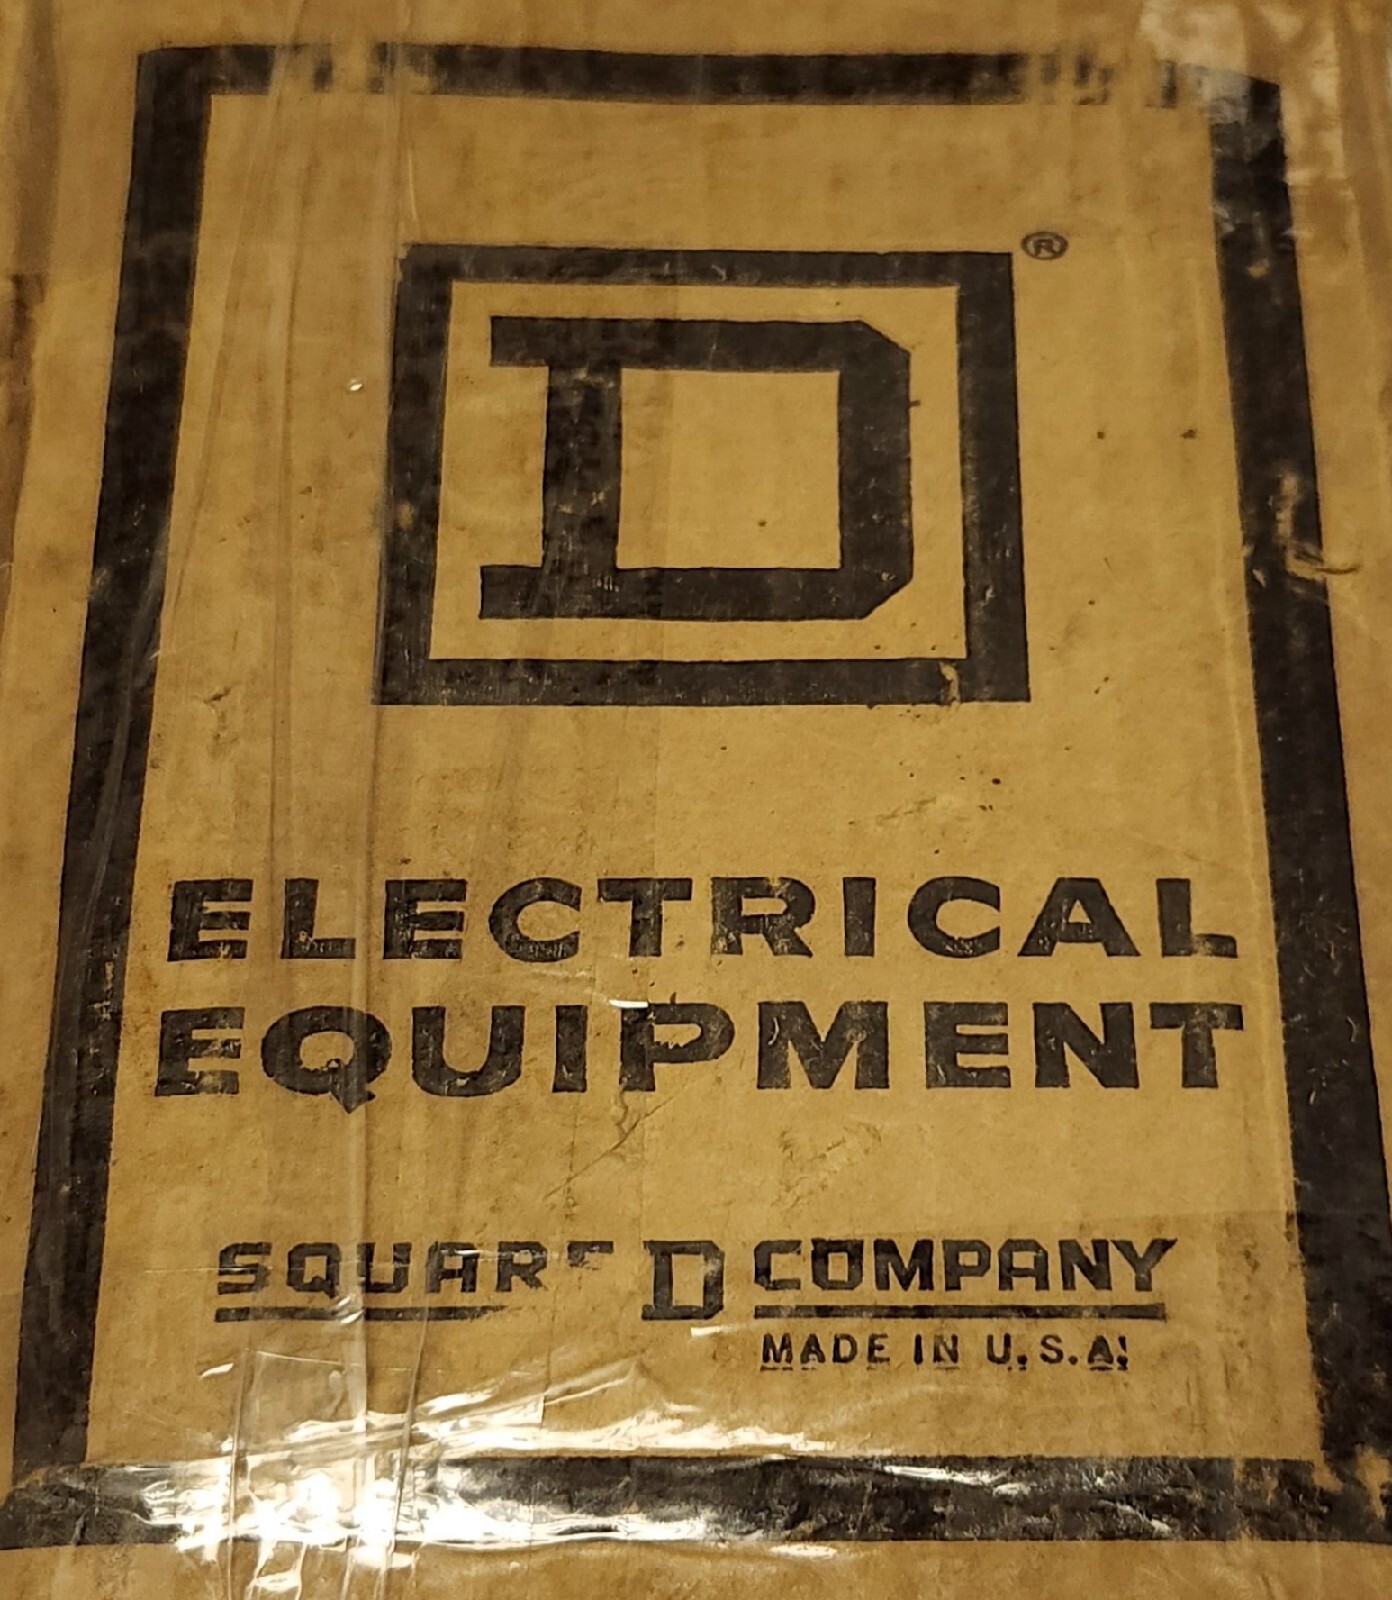 D®
ELECTRICAL
EQUIPMENT
SQUARE D COMPANY
MADE IN U.S.A.